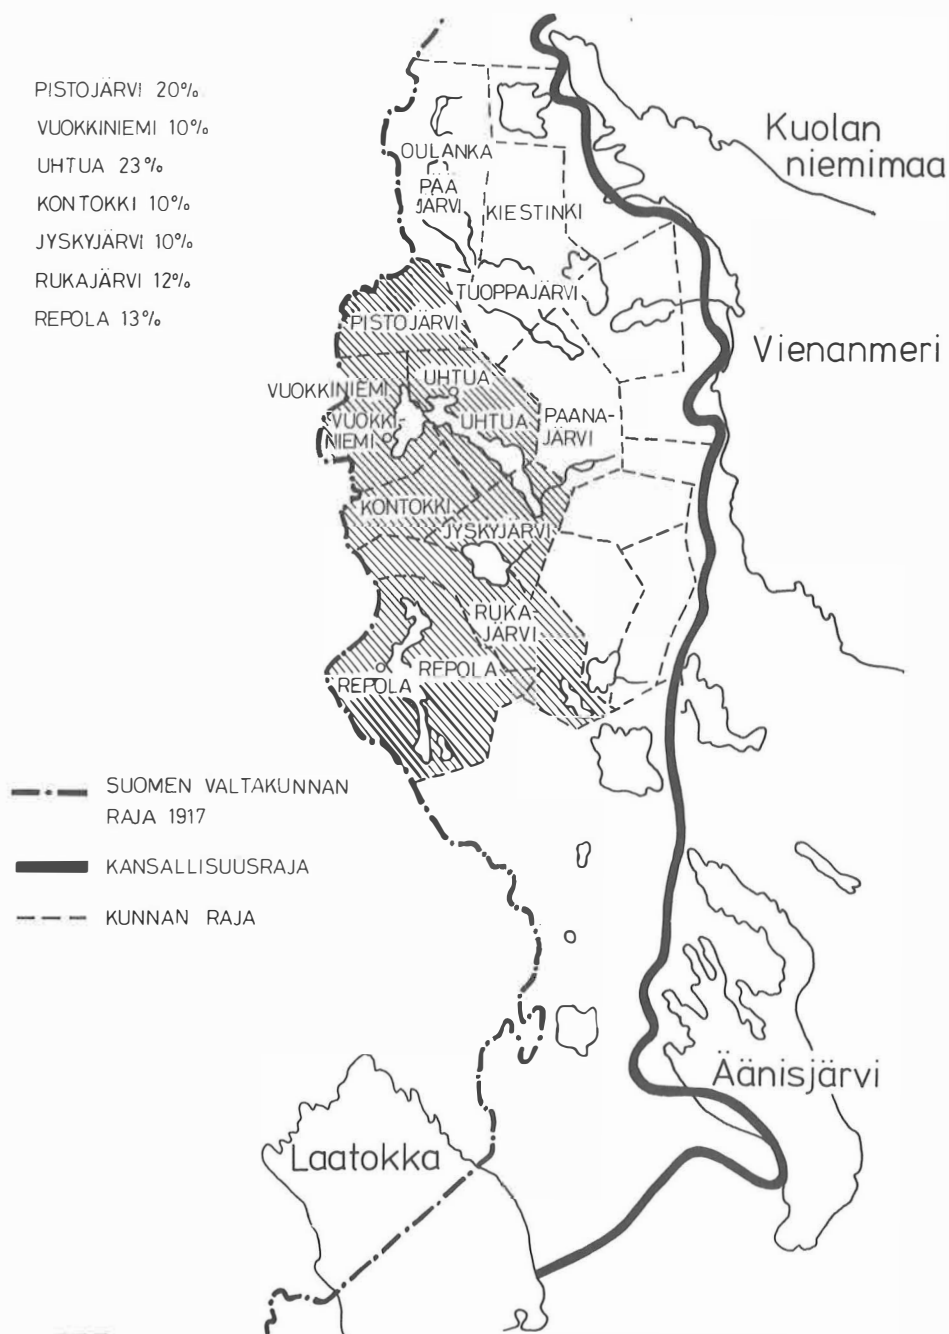 PISTOJÄRVI 20%
VUOKKINIEMI 10%
UHTUA 23%
KONTOKKI 10%
JYSKYJÄRVI 10%
RUKAJÄRVI 12%
REPOLA 13%
Kuolan
niemimaa
OULANKA
PÄÄ
JÄRVI
KIESTINKI
TUOPPAJÄRVI
PISTOJÄRVI
Vienanmeri
VUOKKINIEMI
UHTUA
VUOKKI-
NIEMI
UHTUA
PAANA-
JÄRVI
KONTOKKI
JYSKYJÄRVI
RUKA-
JÄRVI
REPOLA
REPOLA
SUOMEN VALTAKUNNAN
RAJA 1917
KANSALLISUUSRAJA
KUNNAN RAJA
Äänisjärvi
Laatokka